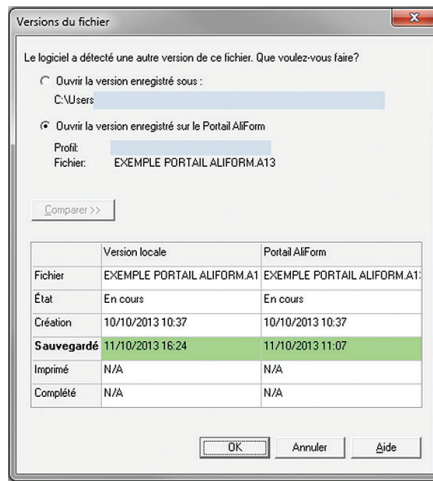 Versions du fichier
Le logiciel a détecté une autre version de ce fichier. Que voulez-vous faire?
Ouvrir la version enregistré sous :
C:\Users
Ouvrir la version enregistré sur le Portail AliForm
Profil:
Fichier: EXEMPLE PORTAIL ALIFORM.A13
Comparer >>
Version locale Portail AliForm
Fichier EXEMPLE PORTAIL ALIFORM.A1 EXEMPLE PORTAIL ALIFORM.A1
État En cours En cours
Création 10/10/2013 10:37 10/10/2013 10:37
Sauvegardé 11/10/2013 16:24 11/10/2013 11:07
Imprimé N/A N/A
Complété N/A N/A
OK Annuler Aide